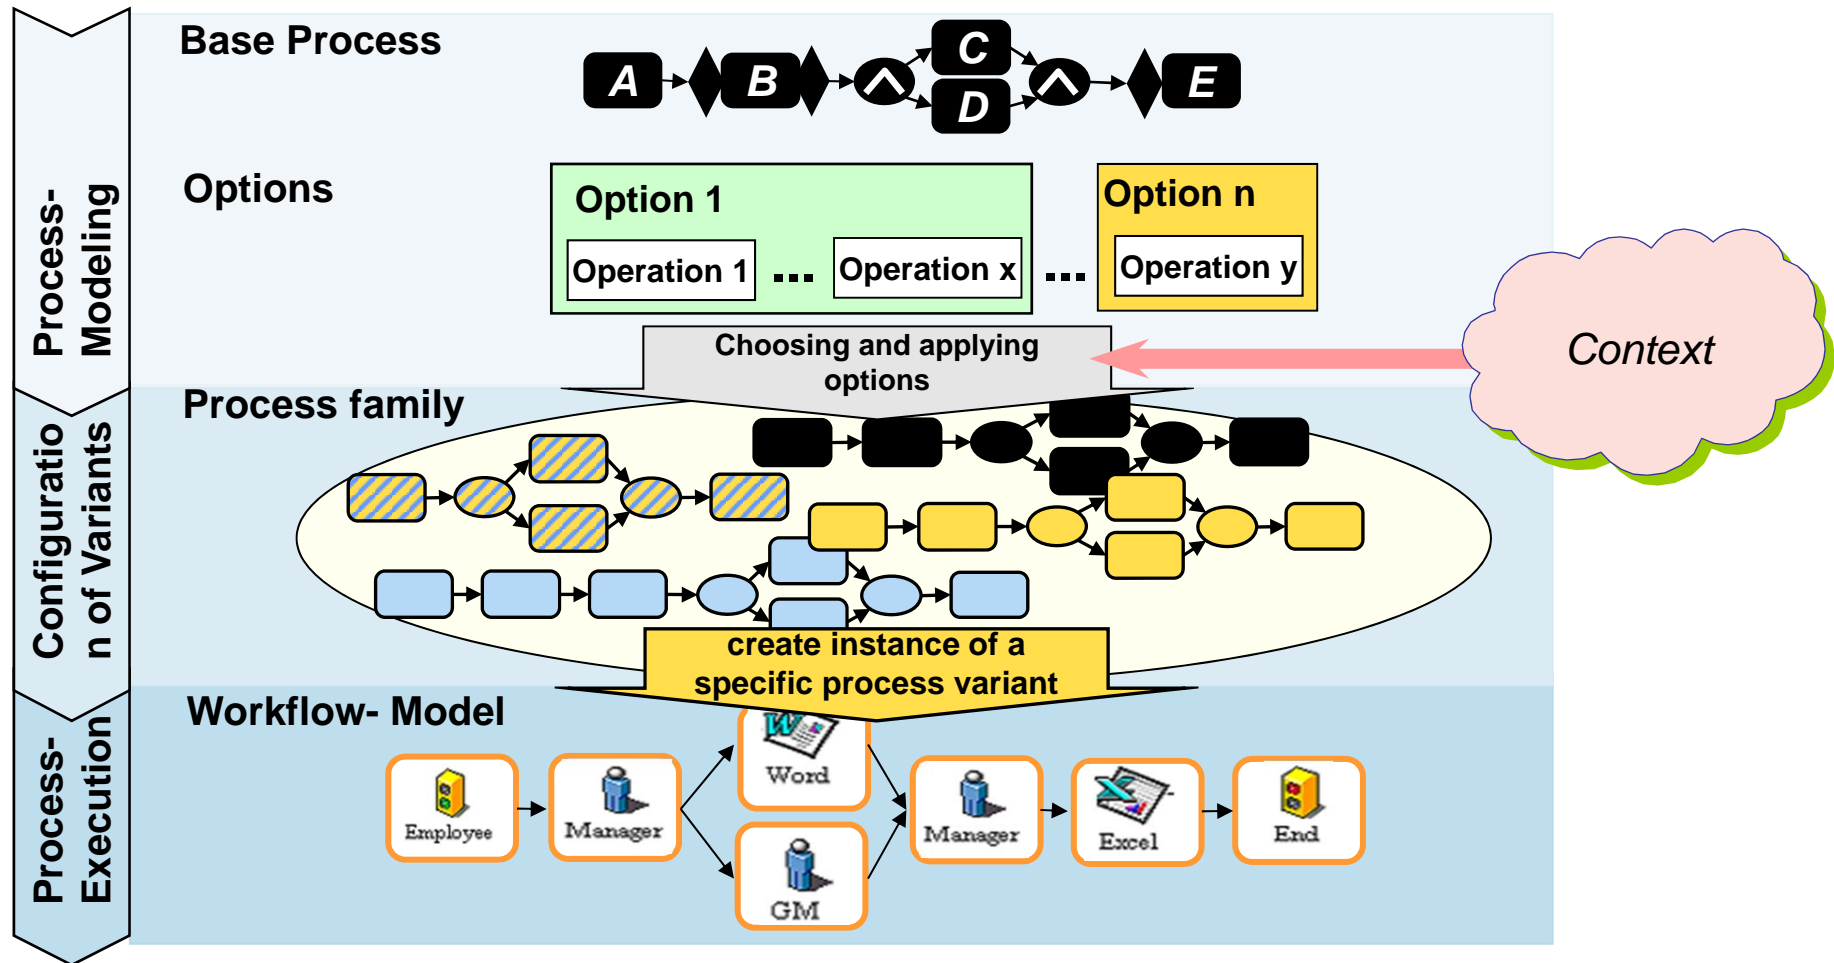 Base Process
A
B
C
D
E
Process-
Modeling
Options
Option 1
Operation 1
...
Operation x
...
Option n
Operation y
Choosing and applying
options
Context
Configuratio
n of Variants
Process family
create instance of a
specific process variant
Process-
Execution
Workflow- Model
Employee
Manager
W
Word
GM
Manager
Excel
End